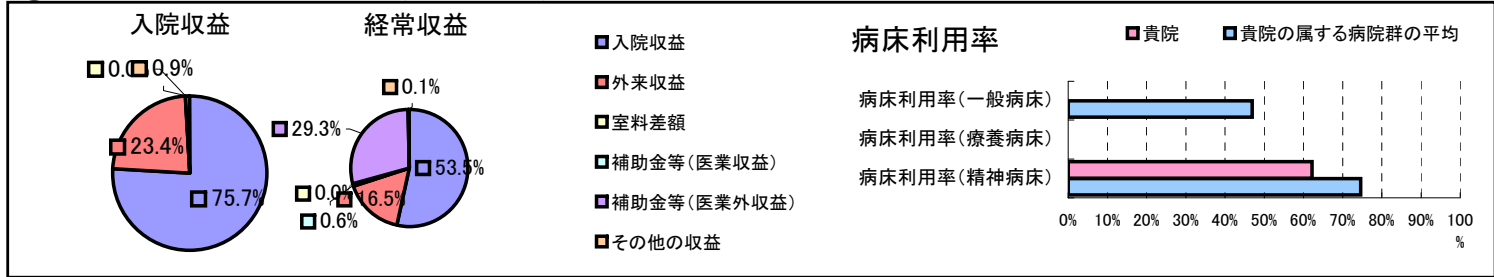 入院収益
0.0%
0.9%
23.4%
75.7%
経常収益
0.1%
29.3%
53.5%
0.0%
16.5%
0.6%
入院収益
外来収益
室料差額
補助金等(医業収益)
補助金等(医業外収益)
その他の収益
病床利用率
貴院
貴院の属する病院群の平均
病床利用率(一般病床)
病床利用率(療養病床)
病床利用率(精神病床)
0% 10% 20% 30% 40% 50% 60% 70% 80% 90% 100
%